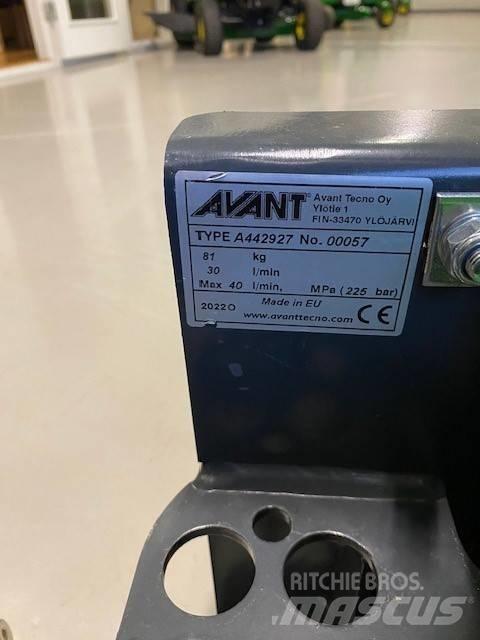 AVANT
Avant Tecno Oy
Ylötie 1
FIN-33470 YLÖJÄRVI
TYPE A442927 No. 00057
81 kg
30 l/min
Max 40 l/min, MPa (225 bar)
2022O Made in EU
www.avanttecno.com CE
RITCHIE BROS.
MASCUS